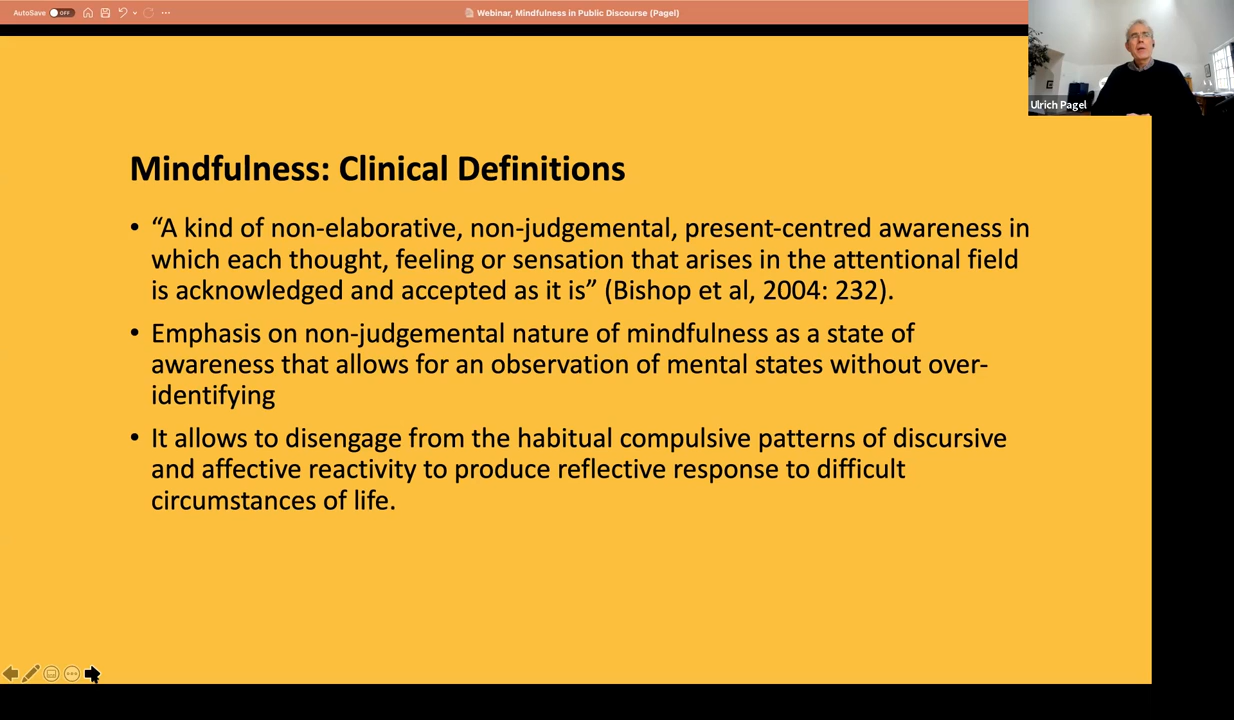 AutoSave OFF
Webinar, Mindfulness in Public Discourse (Pagel)
Ulrich Pagel
Mindfulness: Clinical Definitions
• “A kind of non-elaborative, non-judgemental, present-centred awareness in
which each thought, feeling or sensation that arises in the attentional field
is acknowledged and accepted as it is” (Bishop et al, 2004: 232).
• Emphasis on non-judgemental nature of mindfulness as a state of
awareness that allows for an observation of mental states without over-
identifying
• It allows to disengage from the habitual compulsive patterns of discursive
and affective reactivity to produce reflective response to difficult
circumstances of life.